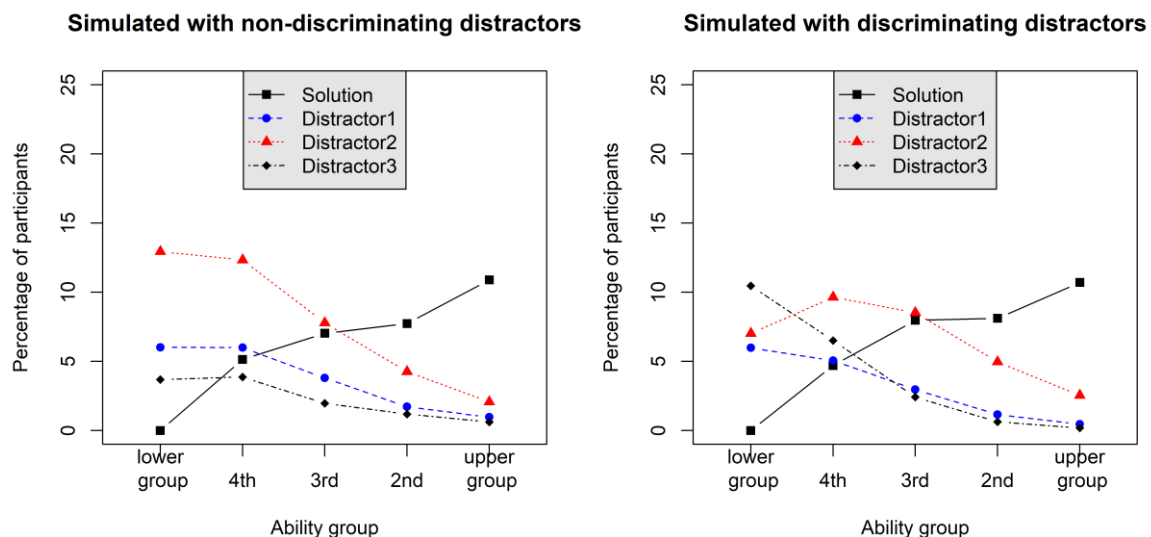 Simulated with non-discriminating distractors
25
20
15
10
5
0
Percentage of participants
Solution
Distractor1
Distractor2
Distractor3
lower
group
4th
3rd
2nd
upper
group
Ability group
Simulated with discriminating distractors
25
20
15
10
5
0
Percentage of participants
Solution
Distractor1
Distractor2
Distractor3
lower
group
4th
3rd
2nd
upper
group
Ability group